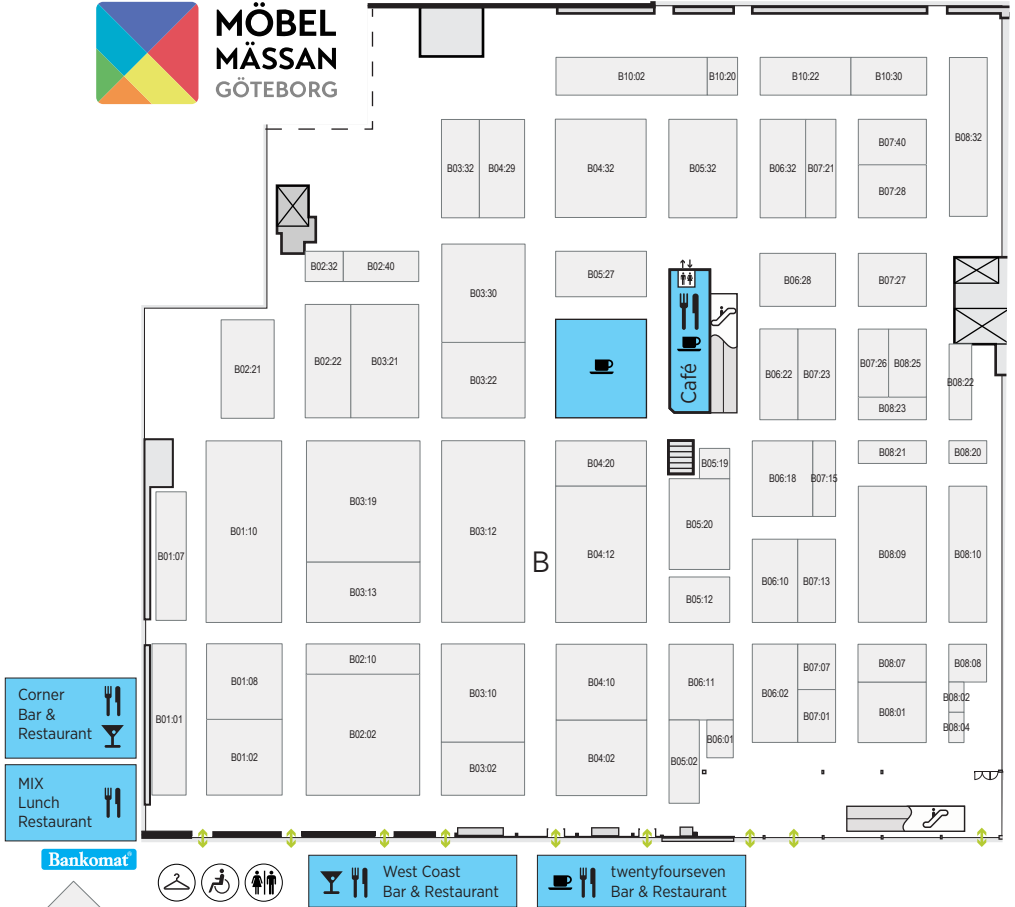 MÖBEL
MÄSSAN
GÖTEBORG
B10:02
B10:20
B10:22
B10:30
B08:32
B03:32
B04:29
B04:32
B05:32
B06:32
B07:21
B07:40
B07:28
B02:32
B02:40
B03:30
B05:27
B06:28
B07:27
B02:21
B02:22
B03:21
B03:22
Café
B06:22
B07:23
B07:26
B08:25
B08:23
B08:22
B01:07
B01:10
B03:19
B03:13
B03:12
B
B04:20
B04:12
B05:19
B05:20
B05:12
B06:18
B07:15
B06:10
B07:13
B08:21
B08:20
B08:09
B08:10
B01:01
B01:08
B01:02
B02:10
B02:02
B03:10
B03:02
B04:10
B04:02
B06:11
B05:02
B06:01
B06:02
B07:07
B07:01
B08:07
B08:01
B08:08
B08:02
B08:04
Corner
Bar &
Restaurant
MIX
Lunch
Restaurant
Bankomat®
West Coast
Bar & Restaurant
twentyfourseven
Bar & Restaurant